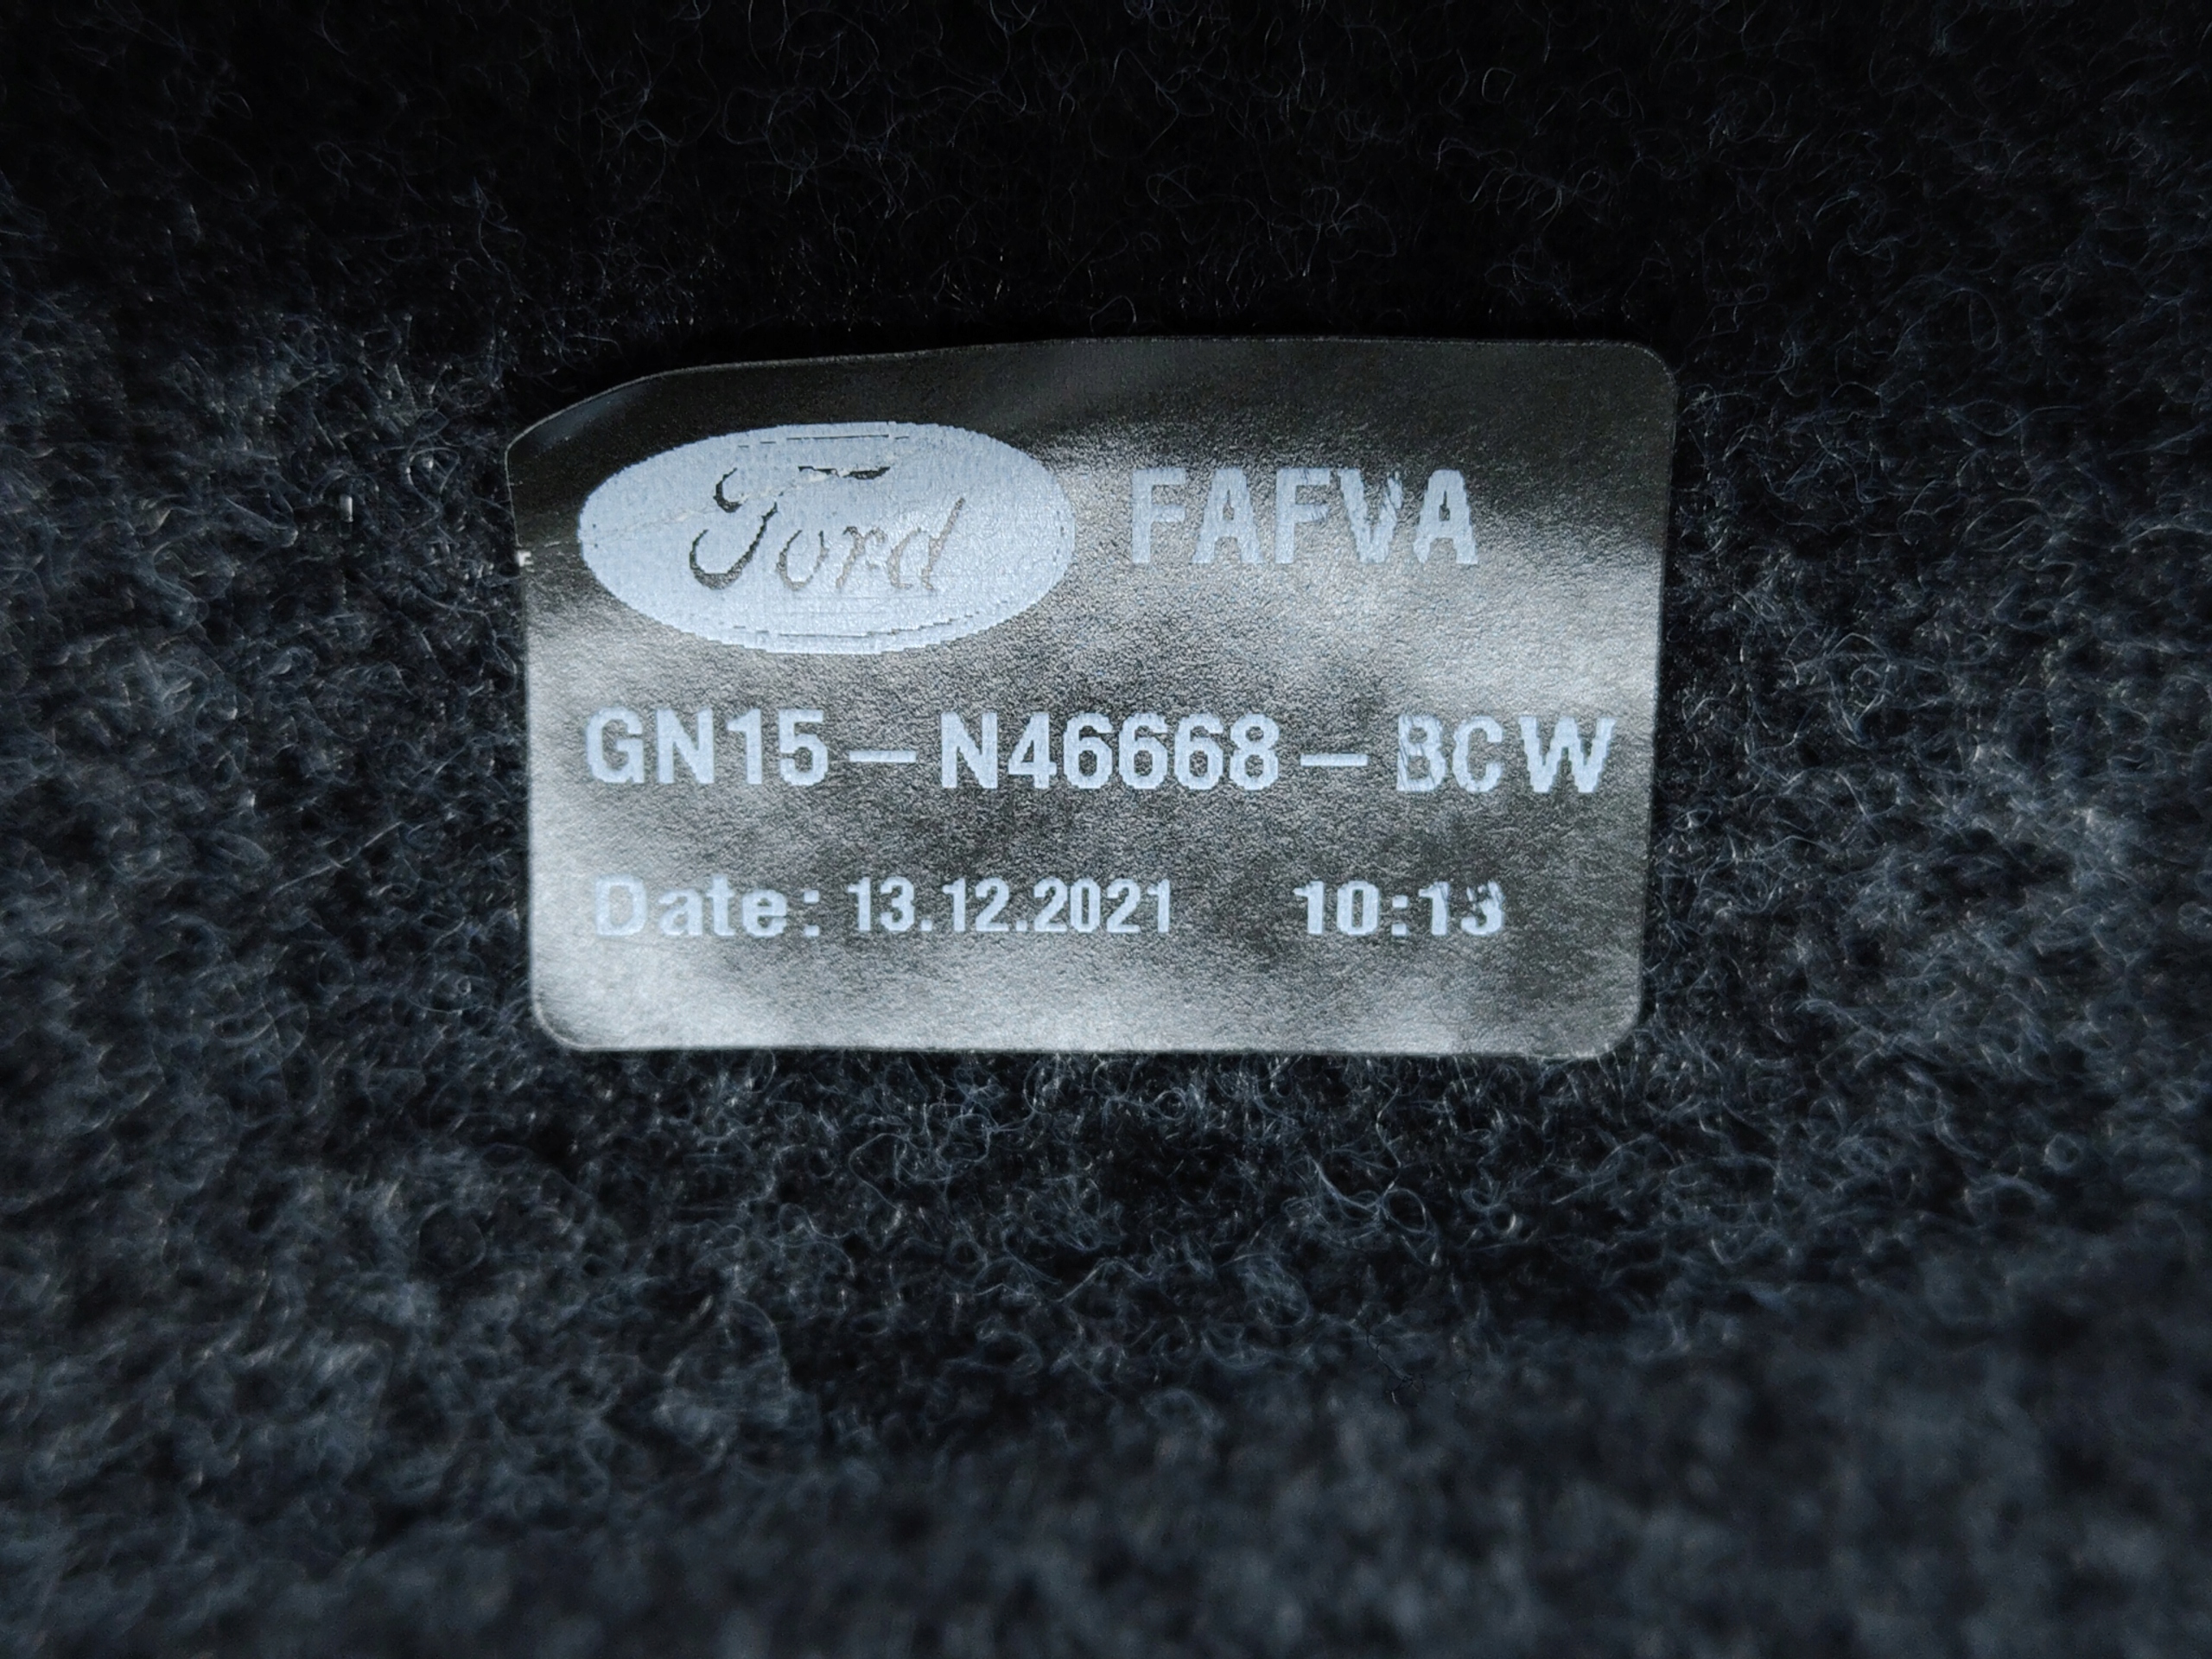 Ford FAFVA
GN15-N46668-BCW
Date: 13.12.2021 10:13